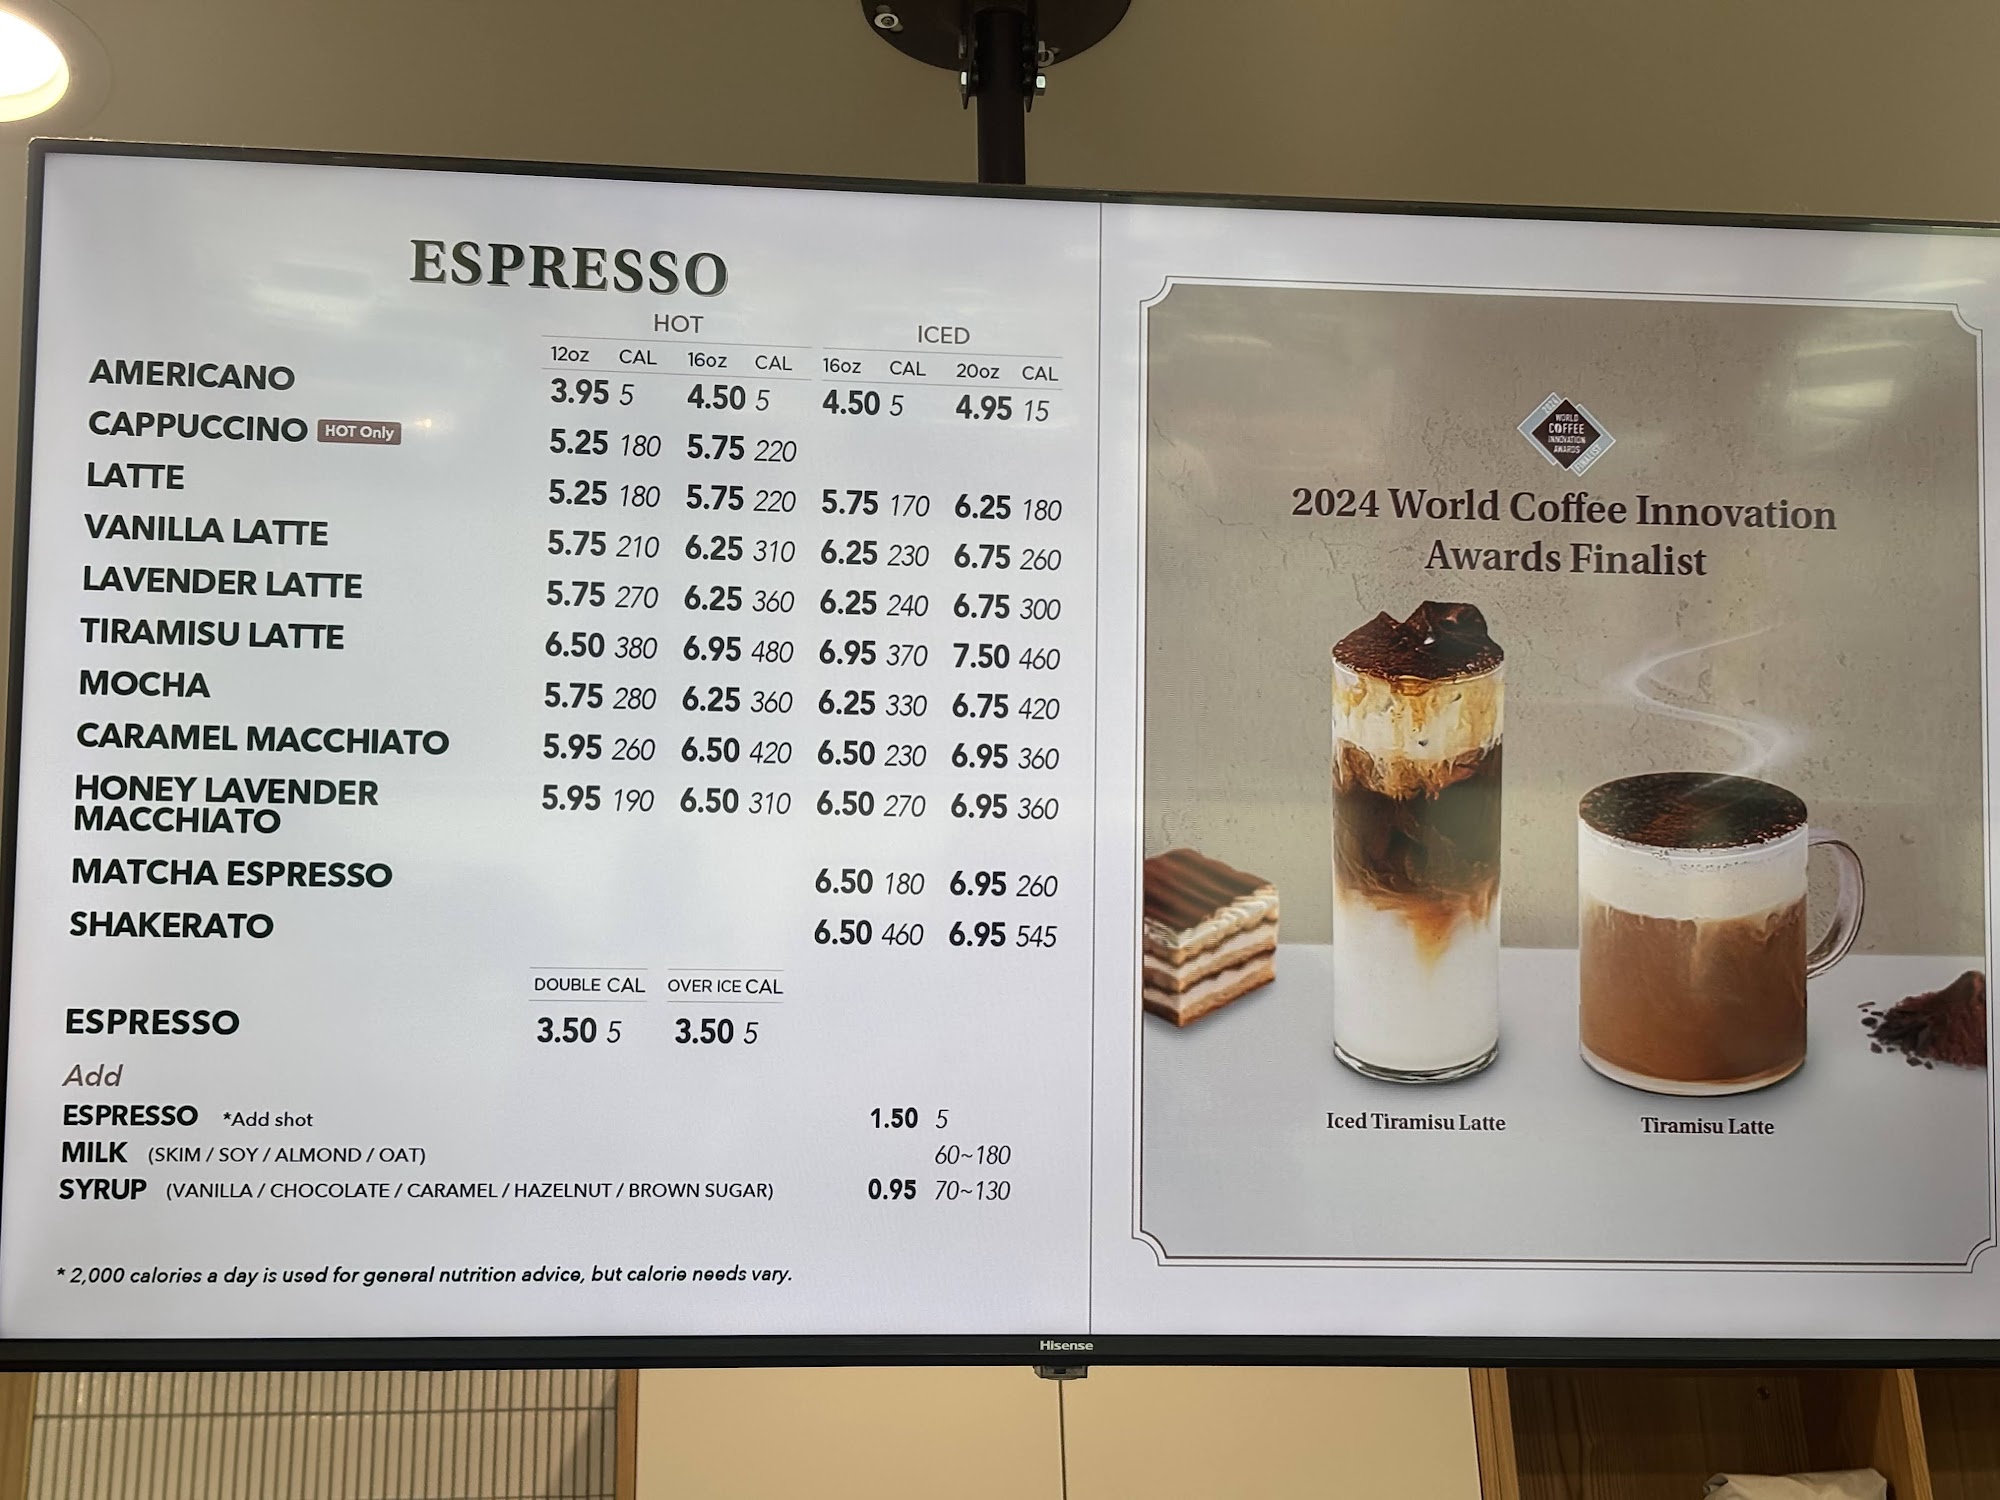 ESPRESSO
HOT ICED
12oz CAL 16oz CAL 16oz CAL 20oz CAL
AMERICANO 3.95 5 4.50 5 4.50 5 4.95 15
CAPPUCCINO HOT Only 5.25 180 5.75 220
LATTE 5.25 180 5.75 220 5.75 170 6.25 180
VANILLA LATTE 5.75 210 6.25 310 6.25 230 6.75 260
LAVENDER LATTE 5.75 270 6.25 360 6.25 240 6.75 300
TIRAMISU LATTE 6.50 380 6.95 480 6.95 370 7.50 460
MOCHA 5.75 280 6.25 360 6.25 330 6.75 420
CARAMEL MACCHIATO 5.95 260 6.50 420 6.50 230 6.95 360
HONEY LAVENDER 5.95 190 6.50 310 6.50 270 6.95 360
MACCHIATO
MATCHA ESPRESSO 6.50 180 6.95 260
SHAKERATO 6.50 460 6.95 545
DOUBLE CAL OVER ICE CAL
ESPRESSO 3.50 5 3.50 5
Add
ESPRESSO *Add shot 1.50 5
MILK (SKIM / SOY / ALMOND / OAT) 60~180
SYRUP (VANILLA / CHOCOLATE / CARAMEL / HAZELNUT / BROWN SUGAR) 0.95 70~130
* 2,000 calories a day is used for general nutrition advice, but calorie needs vary.
2024
WORLD
COFFEE
INNOVATION
AWARDS
FINALIST
2024 World Coffee Innovation
Awards Finalist
Iced Tiramisu Latte
Tiramisu Latte
Hisense